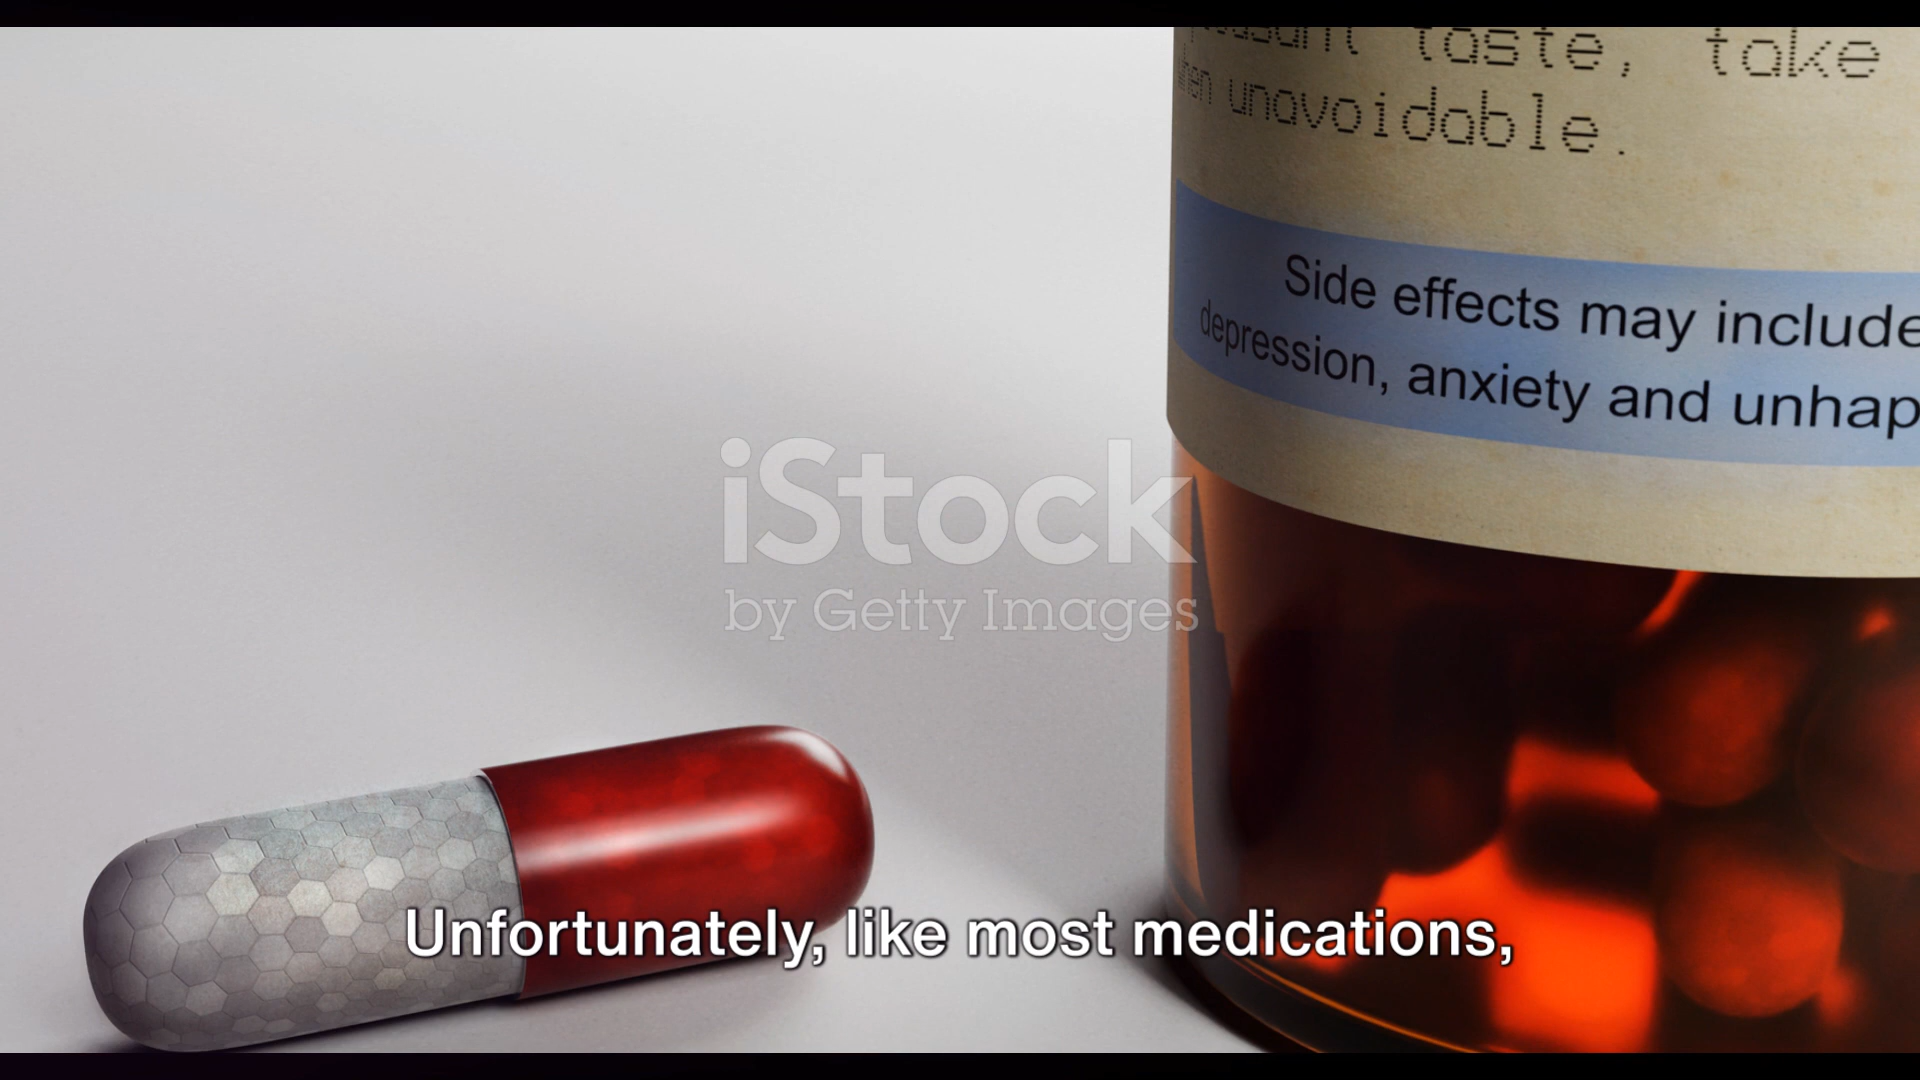 taste, take
when unavoidable.
Side effects may include
depression, anxiety and unhap
iStock
by Getty Images
Unfortunately, like most medications,